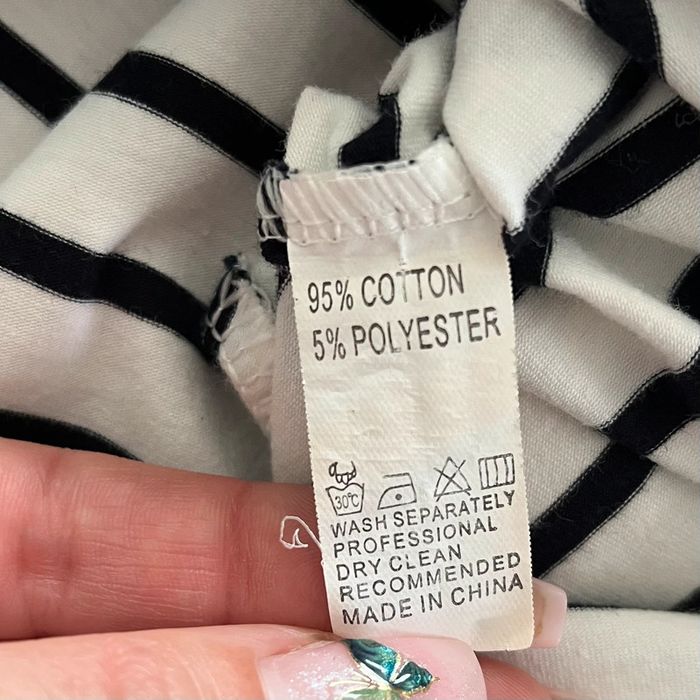 95% COTTON
5% POLYESTER
30°C
WASH SEPARATELY
PROFESSIONAL
DRY CLEAN
RECOMMENDED
MADE IN CHINA